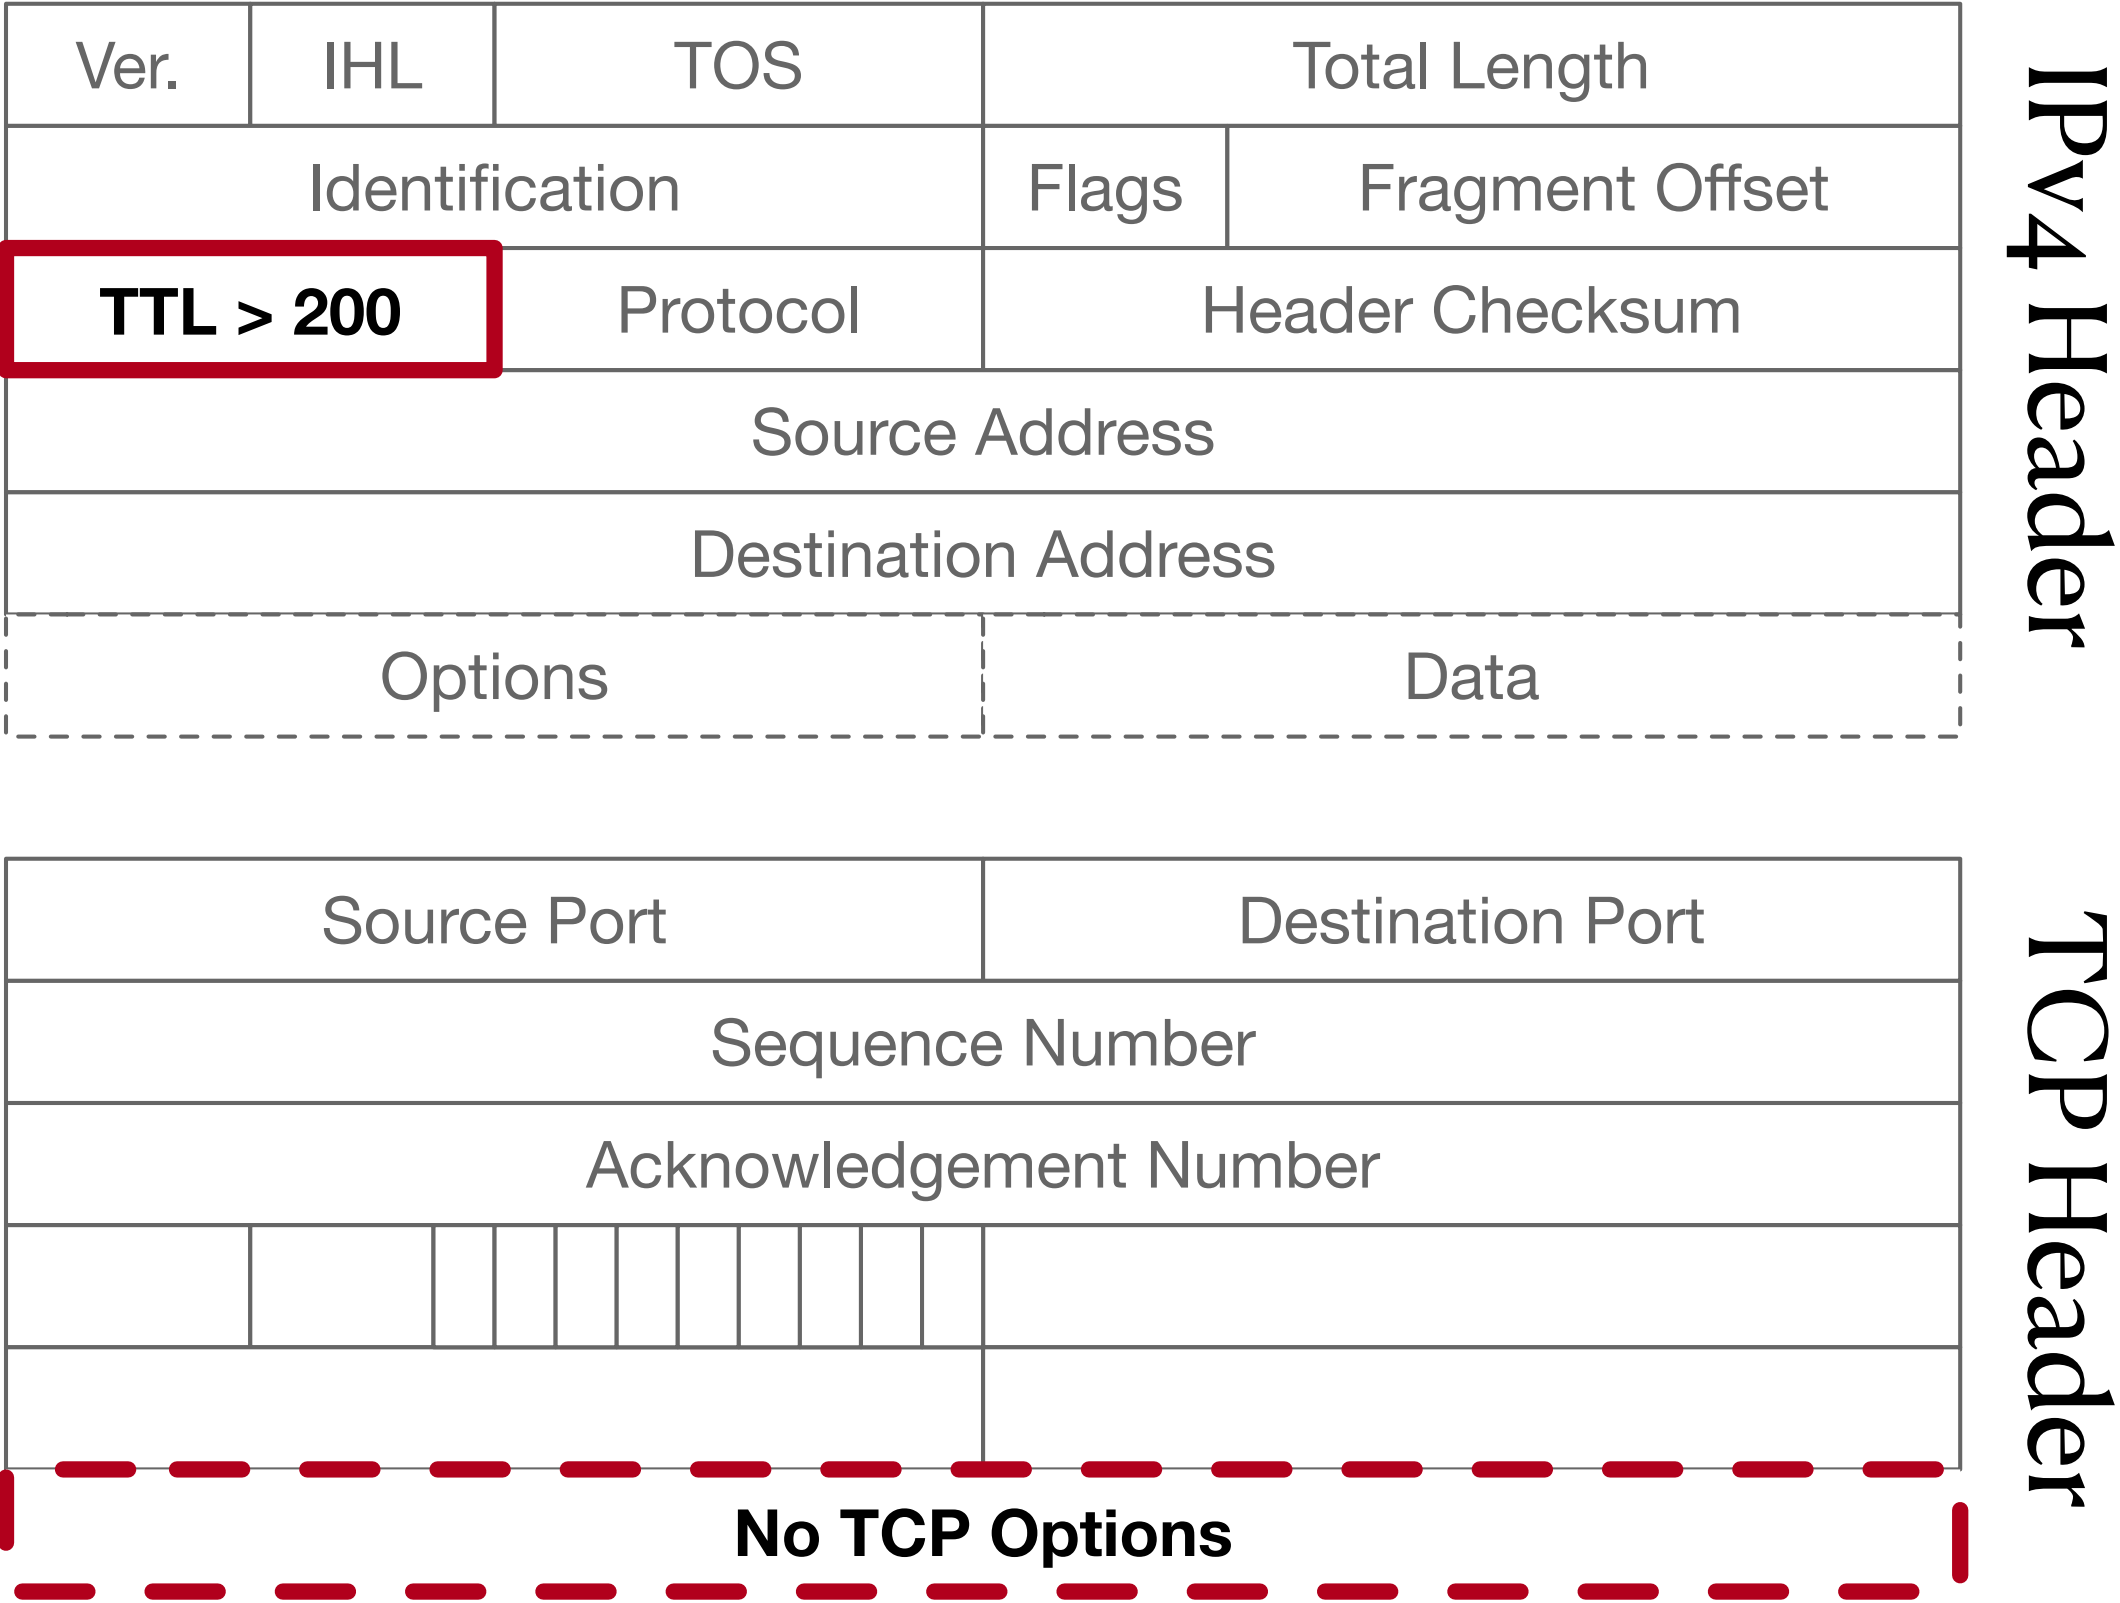 Ver. IHL TOS Total Length
Identification Flags Fragment Offset
TTL > 200 Protocol Header Checksum
Source Address
Destination Address
Options Data
IPv4 Header
Source Port Destination Port
Sequence Number
Acknowledgement Number
No TCP Options
TCP Header